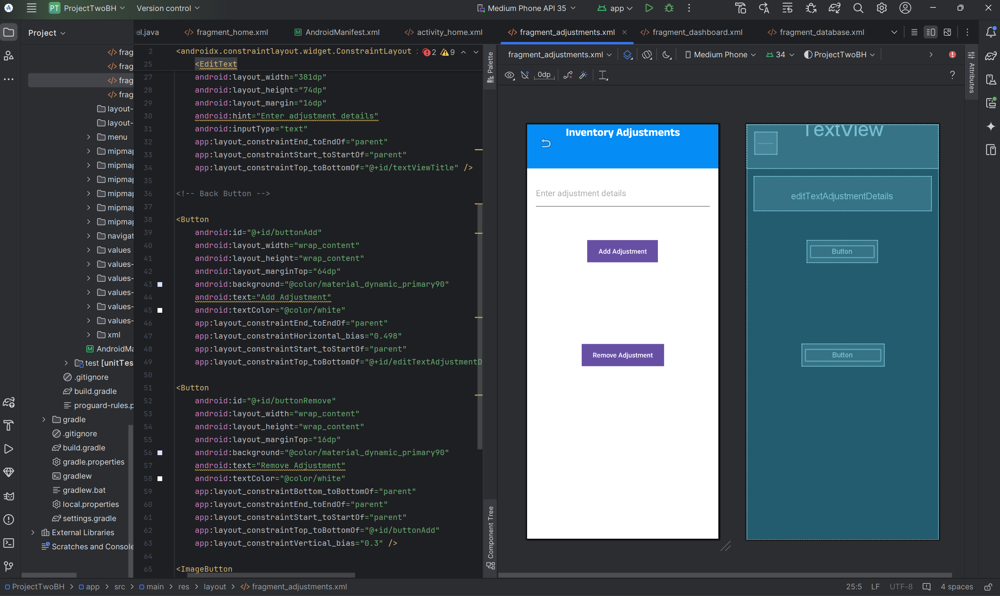 PT ProjectTwoBH Version control Medium Phone API 35 app
Project
el.java fragment_home.xml AndroidManifest.xml activity_home.xml fragment_adjustments.xml fragment_dashboard.xml fragment_database.xml
frag
frag
frag
frag
layout-
layout-
menu
mipmap
mipmap
mipmap
mipmap
mipmap
mipmap
navigat
values
values-
values-
values-
values-
values-
xml
AndroidMa
test [unitTes
.gitignore
build.gradle
proguard-rules.p
gradle
.gitignore
build.gradle
gradle.properties
gradlew
gradlew.bat
local.properties
settings.gradle
External Libraries
Scratches and Console
2 <androidx.constraintlayout.widget.ConstraintLayout 2 9
25 <EditText
27 android:layout_width="381dp"
28 android:layout_height="74dp"
29 android:layout_margin="16dp"
30 android:hint="Enter adjustment details"
31 android:inputType="text"
32 app:layout_constraintEnd_toEndOf="parent"
33 app:layout_constraintStart_toStartOf="parent"
34 app:layout_constraintTop_toBottomOf="@+id/textViewTitle" />
35
36 <!-- Back Button -->
37
38 <Button
39 android:id="@+id/buttonAdd"
40 android:layout_width="wrap_content"
41 android:layout_height="wrap_content"
42 android:layout_marginTop="64dp"
43 android:background="@color/material_dynamic_primary90"
44 android:text="Add Adjustment"
45 android:textColor="@color/white"
46 app:layout_constraintEnd_toEndOf="parent"
47 app:layout_constraintHorizontal_bias="0.498"
48 app:layout_constraintStart_toStartOf="parent"
49 app:layout_constraintTop_toBottomOf="@+id/editTextAdjustmentD
50
51 <Button
52 android:id="@+id/buttonRemove"
53 android:layout_width="wrap_content"
54 android:layout_height="wrap_content"
55 android:layout_marginTop="16dp"
56 android:background="@color/material_dynamic_primary90"
57 android:text="Remove Adjustment"
58 android:textColor="@color/white"
59 app:layout_constraintBottom_toBottomOf="parent"
60 app:layout_constraintEnd_toEndOf="parent"
61 app:layout_constraintStart_toStartOf="parent"
62 app:layout_constraintTop_toBottomOf="@+id/buttonAdd"
63 app:layout_constraintVertical_bias="0.3" />
64
65 <ImageButton
Palette
Component Tree
fragment_adjustments.xml Medium Phone 34 ProjectTwoBH
0dp ?
Attributes
Inventory Adjustments
Enter adjustment details
Add Adjustment
Remove Adjustment
TextView
editTextAdjustmentDetails
Button
Button
ProjectTwoBH > app > src > main > res > layout > fragment_adjustments.xml 25:5 LF UTF-8 4 spaces